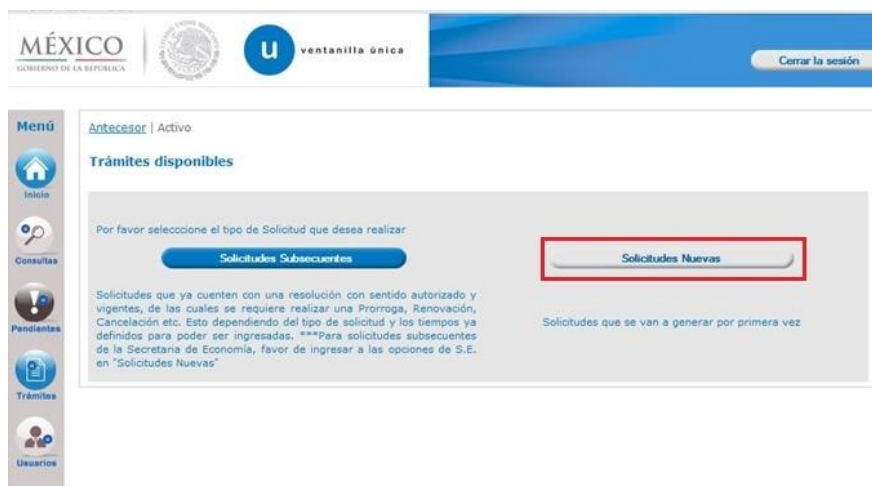 MÉXICO
GOBIERNO DE LA REPÚBLICA
u
ventanilla única
Cerrar la sesión
Menú
Inicio
Consultas
Pendientes
Trámites
Usuarios
Antecesor | Activo
Trámites disponibles
Por favor selecccione el tipo de Solicitud que desea realizar
Solicitudes Subsecuentes
Solicitudes que ya cuenten con una resolución con sentido autorizado y
vigentes, de las cuales se requiere realizar una Prorroga, Renovación,
Cancelación etc. Esto dependiendo del tipo de solicitud y los tiempos ya
definidos para poder ser ingresadas. ***Para solicitudes subsecuentes
de la Secretaria de Economía, favor de ingresar a las opciones de S.E.
en "Solicitudes Nuevas"
Solicitudes Nuevas
Solicitudes que se van a generar por primera vez